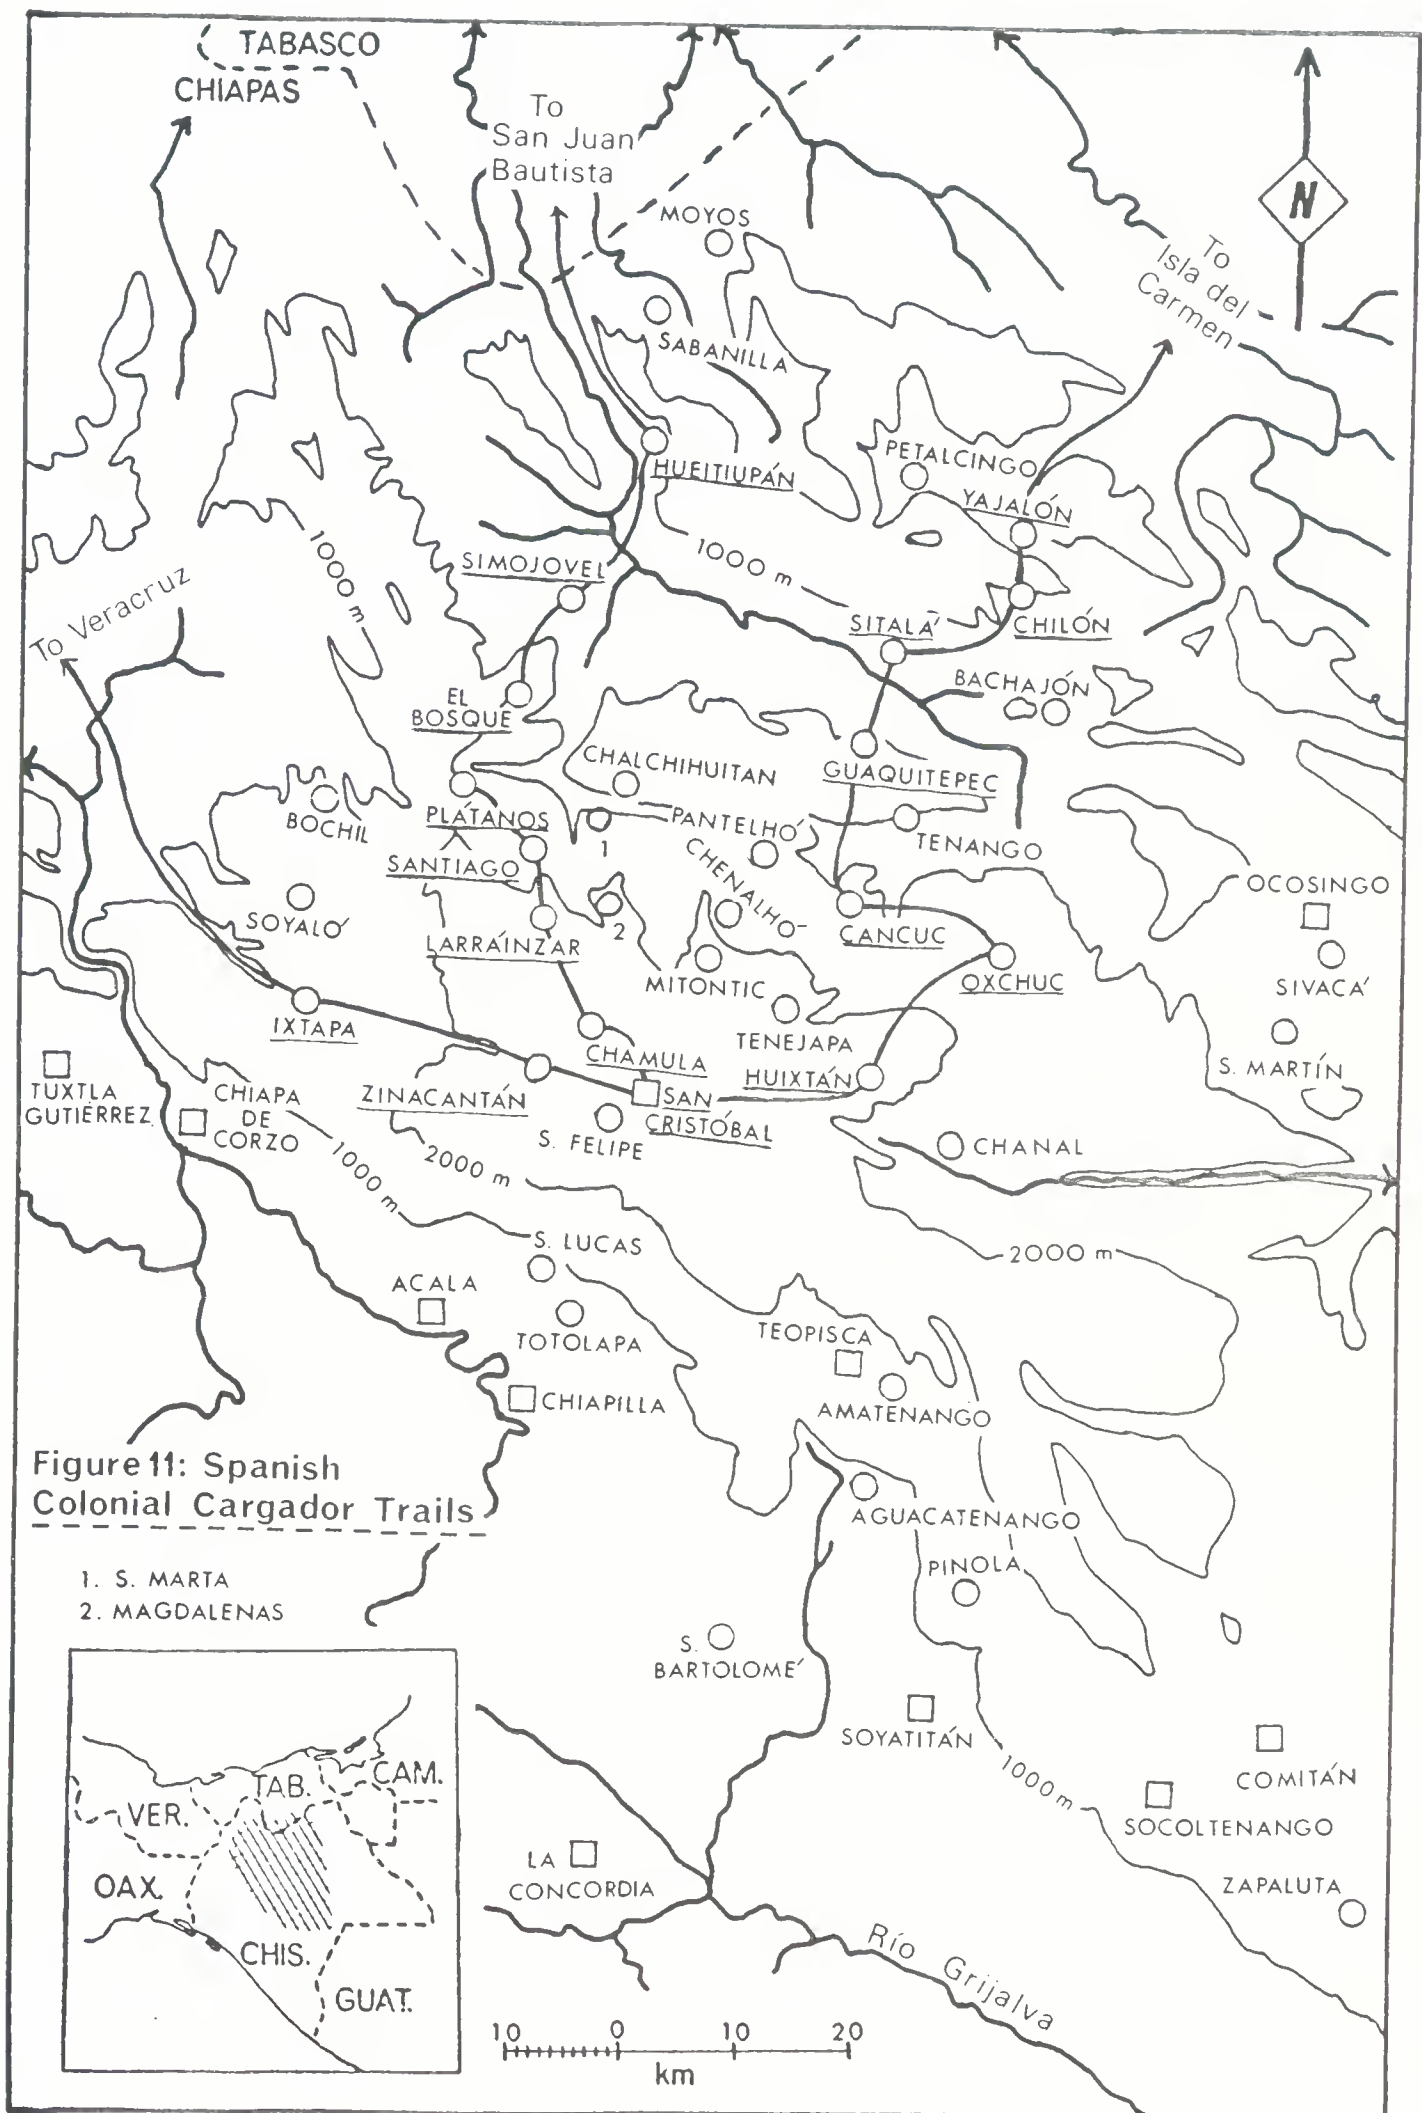 TABASCO
CHIAPAS
To
San Juan
Bautista
N
MOYOS
To
Isla del
Carmen
SABANILLA
HUEITIUPÁN
PETALCINGO
YAJALÓN
1000 m
1000 m
SIMOJOVEL
To Veracruz
SITALÁ
CHILÓN
BACHAJÓN
EL
BOSQUE
CHALCHIHUITAN
GUAQUITEPEC
BOCHIL
PLÁTANOS
1
PANTELHÓ
TENANGO
SANTIAGO
CHENALHO-
OCOSINGO
SOYALÓ
2
LARRAÍNZAR
CANCUC
MITONTIC
OXCHUC
SIVACÁ
IXTAPA
TENEJAPA
CHAMULA
HUIXTÁN
S. MARTÍN
TUXTLA
GUTIÉRREZ
CHIAPA
DE
CORZO
ZINACANTÁN
SAN
CRISTÓBAL
S. FELIPE
CHANAL
1000 m
2000 m
2000 m
S. LUCAS
ACALA
TOTOLAPA
TEOPISCA
CHIAPILLA
AMATENANGO
Figure 11: Spanish
Colonial Cargador Trails
AGUACATENANGO
PINOLA
1. S. MARTA
2. MAGDALENAS
S.
BARTOLOMÉ
SOYATITÁN
1000 m
COMITÁN
SOCOLTENANGO
ZAPALUTA
LA
CONCORDIA
Río Grijalva
VER.
TAB.
CAM.
OAX.
CHIS.
GUAT.
10 0 10 20
km